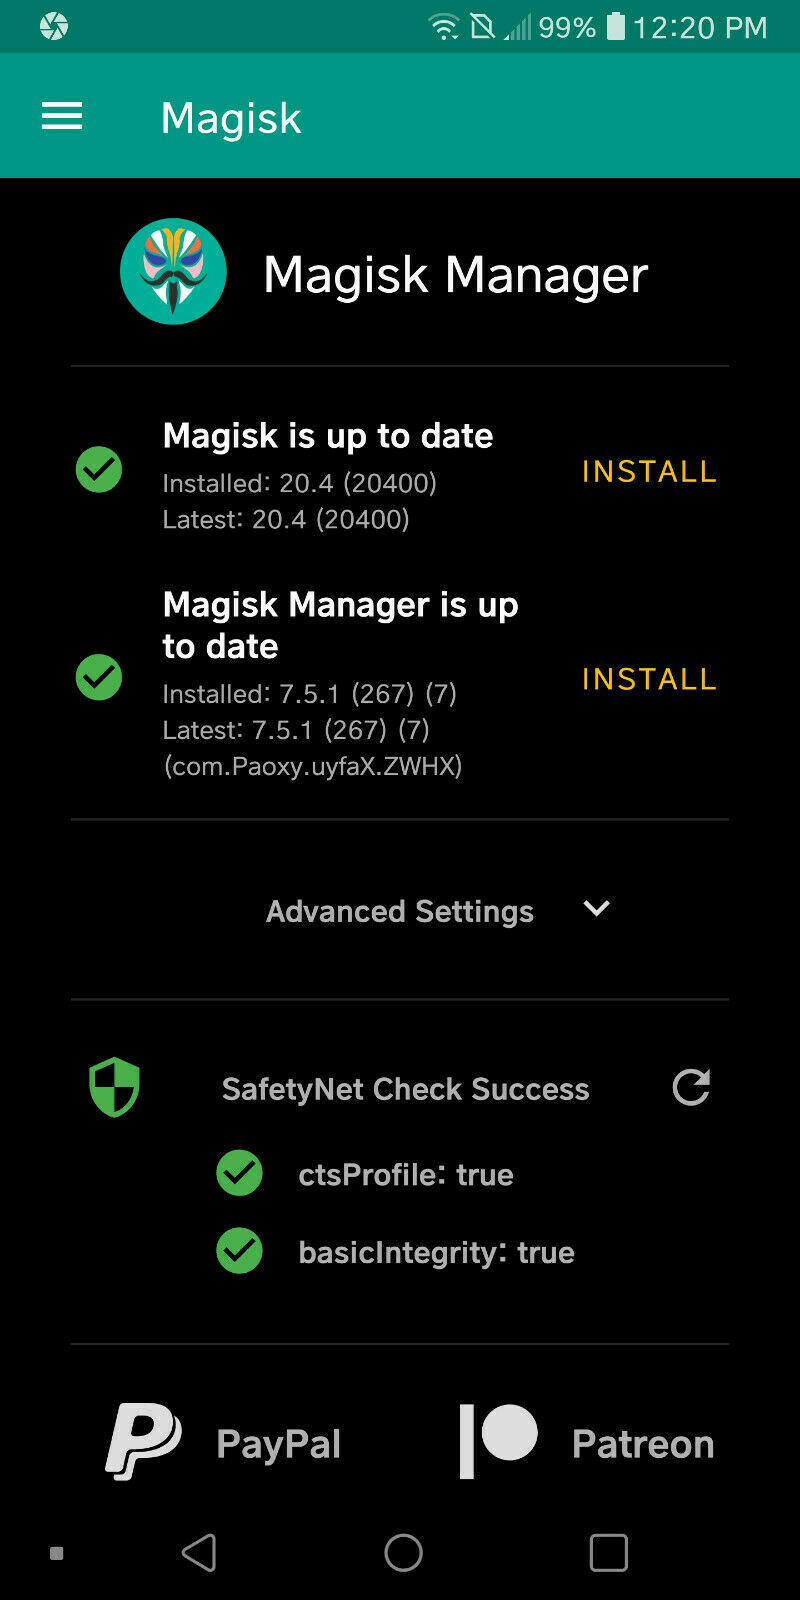 99% 12:20 PM
Magisk
Magisk Manager
Magisk is up to date
Installed: 20.4 (20400)
Latest: 20.4 (20400)
INSTALL
Magisk Manager is up
to date
Installed: 7.5.1 (267) (7)
Latest: 7.5.1 (267) (7)
(com.Paoxy.uyfaX.ZWHX)
INSTALL
Advanced Settings
SafetyNet Check Success
ctsProfile: true
basicIntegrity: true
PayPal
Patreon